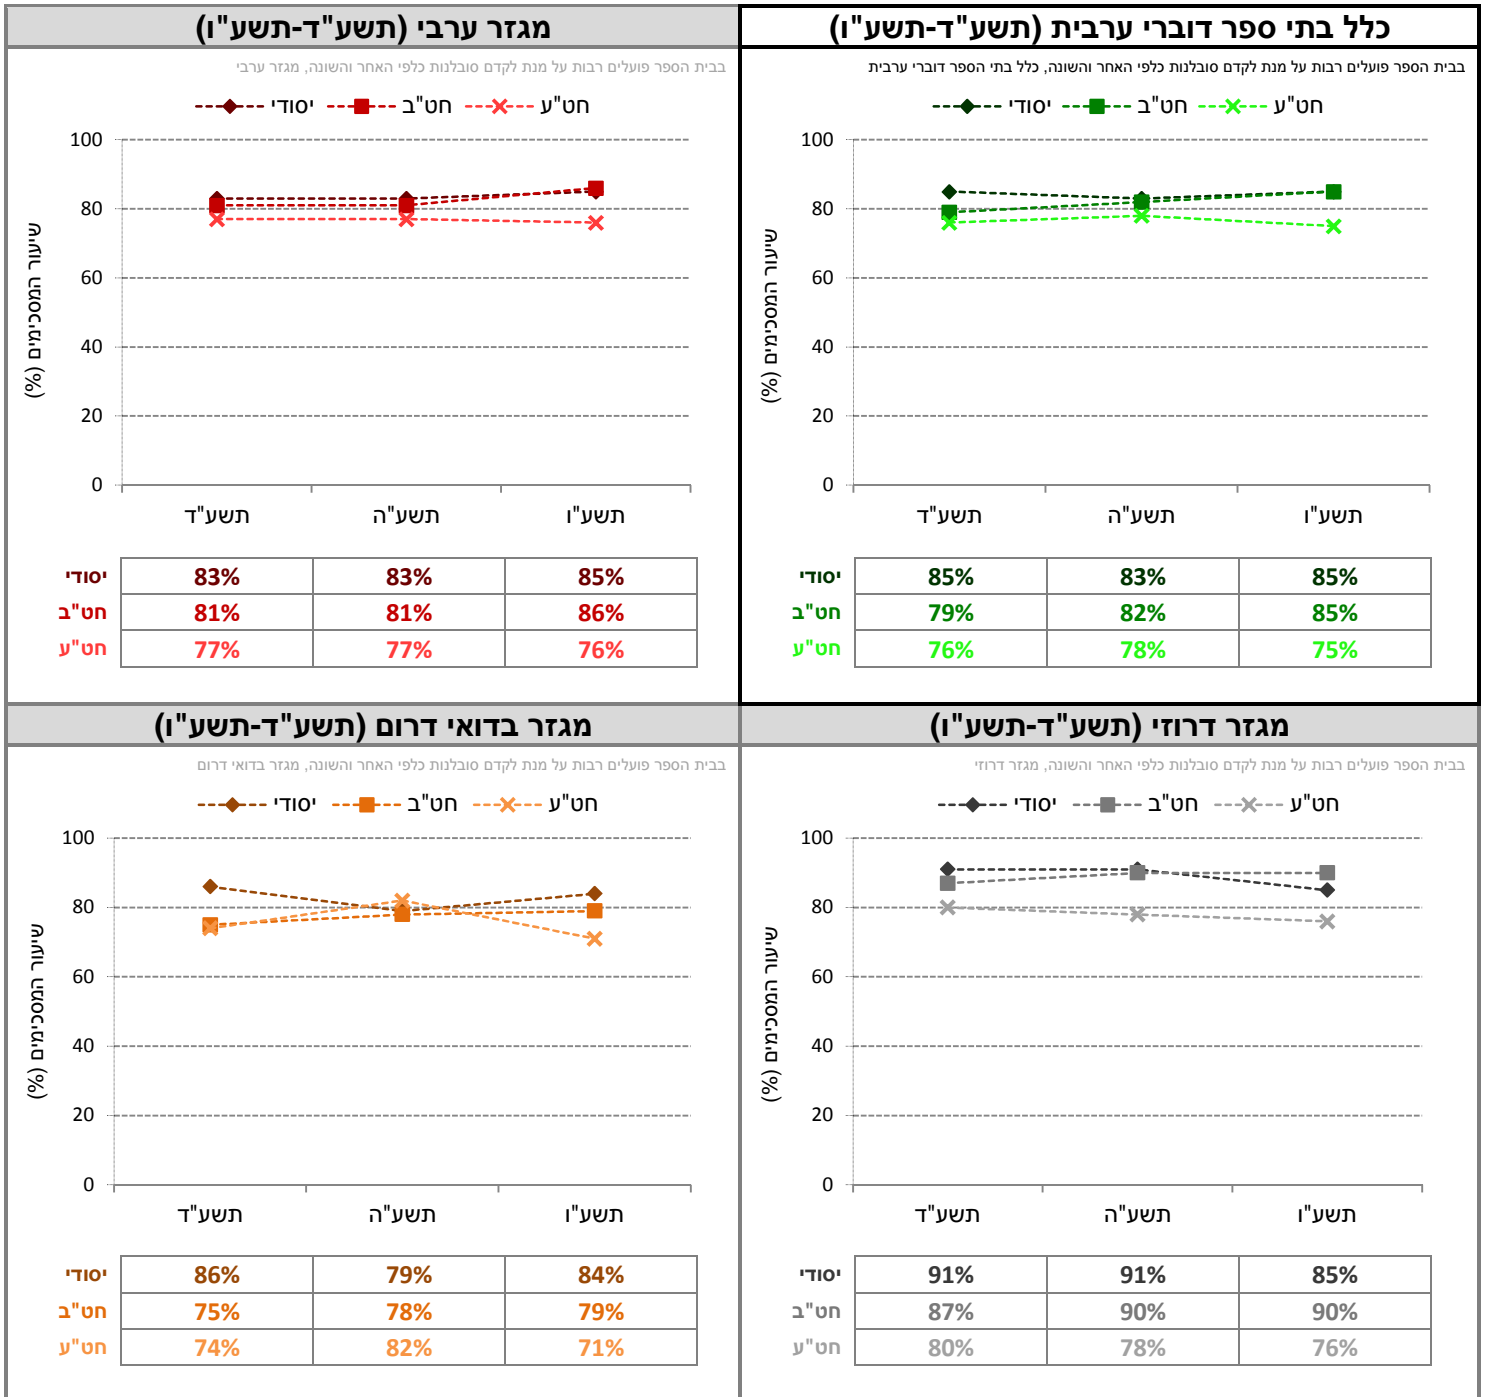 כלל בתי ספר דוברי ערבית (תשע"ד-תשע"ו)
בבית הספר פועלים רבות על מנת לקדם סובלנות כלפי האחר והשונה, כלל בתי הספר דוברי ערבית
יסודי חט"ב חט"ע
שיעור המסכימים (%)
100
80
60
40
20
0
תשע"ד תשע"ה תשע"ו
יסודי 85% 83% 85%
חט"ב 79% 82% 85%
חט"ע 76% 78% 75%
מגזר ערבי (תשע"ד-תשע"ו)
בבית הספר פועלים רבות על מנת לקדם סובלנות כלפי האחר והשונה, מגזר ערבי
יסודי חט"ב חט"ע
שיעור המסכימים (%)
100
80
60
40
20
0
תשע"ד תשע"ה תשע"ו
יסודי 83% 83% 85%
חט"ב 81% 81% 86%
חט"ע 77% 77% 76%
מגזר דרוזי (תשע"ד-תשע"ו)
בבית הספר פועלים רבות על מנת לקדם סובלנות כלפי האחר והשונה, מגזר דרוזי
יסודי חט"ב חט"ע
שיעור המסכימים (%)
100
80
60
40
20
0
תשע"ד תשע"ה תשע"ו
יסודי 91% 91% 85%
חט"ב 87% 90% 90%
חט"ע 80% 78% 76%
מגזר בדואי דרום (תשע"ד-תשע"ו)
בבית הספר פועלים רבות על מנת לקדם סובלנות כלפי האחר והשונה, מגזר בדואי דרום
יסודי חט"ב חט"ע
שיעור המסכימים (%)
100
80
60
40
20
0
תשע"ד תשע"ה תשע"ו
יסודי 86% 79% 84%
חט"ב 75% 78% 79%
חט"ע 74% 82% 71%